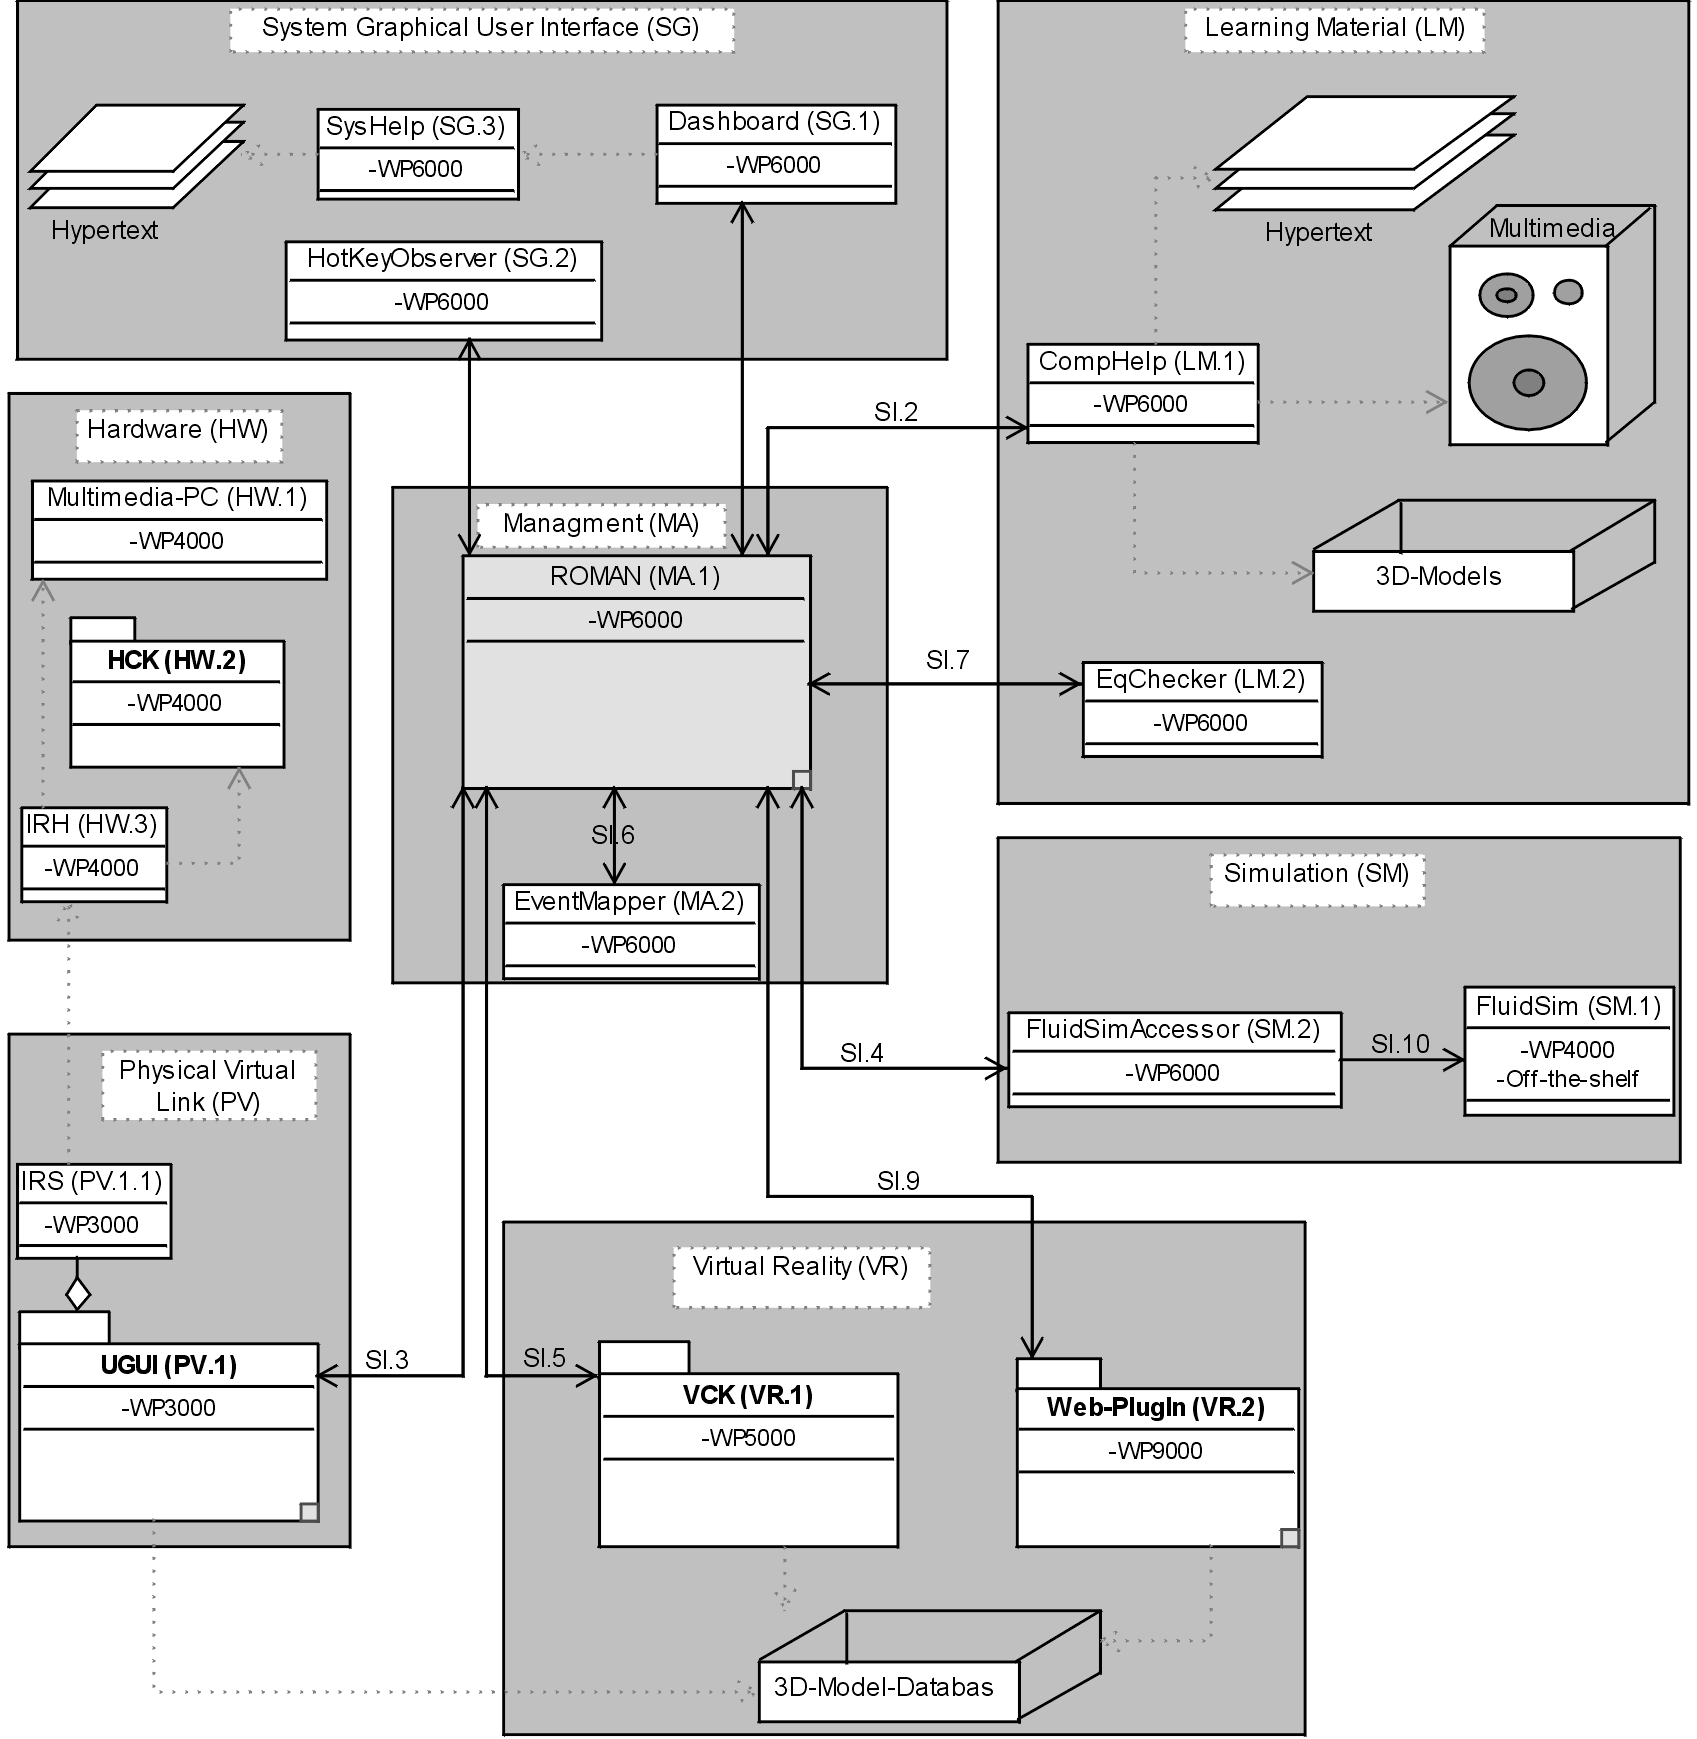 System Graphical User Interface (SG)
SysHelp (SG.3)
-WP6000
Dashboard (SG.1)
-WP6000
Hypertext
HotKeyObserver (SG.2)
-WP6000
Learning Material (LM)
Hypertext
Multimedia
CompHelp (LM.1)
-WP6000
3D-Models
EqChecker (LM.2)
-WP6000
SI.2
SI.7
Hardware (HW)
Multimedia-PC (HW.1)
-WP4000
HCK (HW.2)
-WP4000
IRH (HW.3)
-WP4000
Managment (MA)
ROMAN (MA.1)
-WP6000
SI.6
EventMapper (MA.2)
-WP6000
Simulation (SM)
FluidSimAccessor (SM.2)
-WP6000
SI.10
FluidSim (SM.1)
-WP4000
-Off-the-shelf
SI.4
SI.9
Physical Virtual
Link (PV)
IRS (PV.1.1)
-WP3000
UGUI (PV.1)
-WP3000
SI.3
SI.5
Virtual Reality (VR)
VCK (VR.1)
-WP5000
Web-PlugIn (VR.2)
-WP9000
3D-Model-Databas